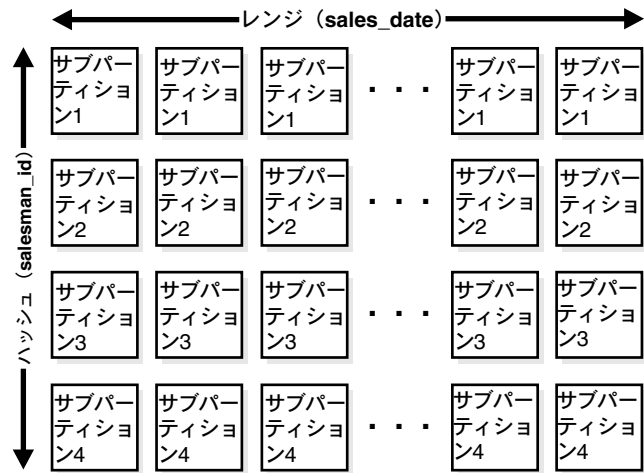 レンジ（sales_date）
ハッシュ（salesman_id）
サブパー
ティショ
ン1
サブパー
ティショ
ン1
サブパー
ティショ
ン1
. . .
サブパー
ティショ
ン1
サブパー
ティショ
ン1
サブパー
ティショ
ン2
サブパー
ティショ
ン2
サブパー
ティショ
ン2
. . .
サブパー
ティショ
ン2
サブパー
ティショ
ン2
サブパー
ティショ
ン3
サブパー
ティショ
ン3
サブパー
ティショ
ン3
. . .
サブパー
ティショ
ン3
サブパー
ティショ
ン3
サブパー
ティショ
ン4
サブパー
ティショ
ン4
サブパー
ティショ
ン4
. . .
サブパー
ティショ
ン4
サブパー
ティショ
ン4